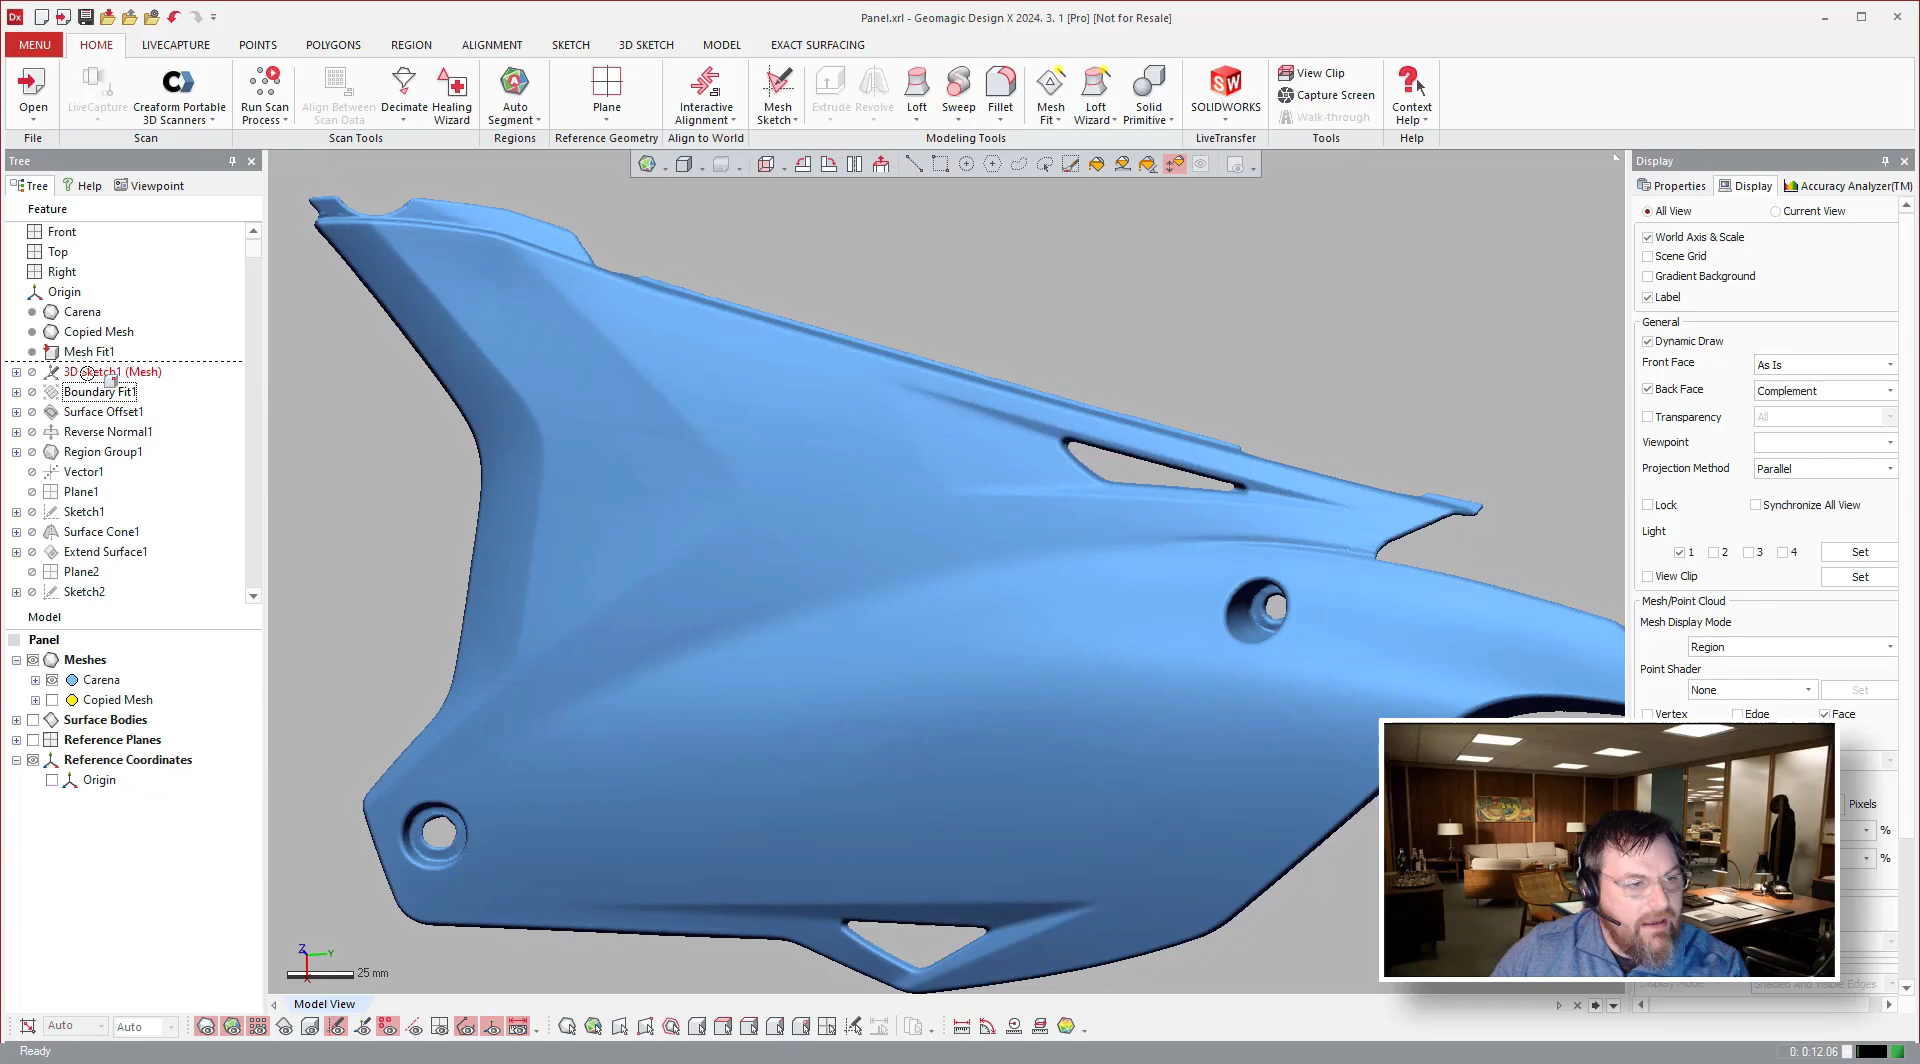 Dx
Panel.xrl - Geomagic Design X 2024. 3. 1 [Pro] [Not for Resale]
MENU HOME LIVECAPTURE POINTS POLYGONS REGION ALIGNMENT SKETCH 3D SKETCH MODEL EXACT SURFACING
Open
LiveCapture
Creaform Portable
3D Scanners
Run Scan
Process
Align Between
Scan Data
Decimate
Healing
Wizard
Auto
Segment
Plane
Interactive
Alignment
Mesh
Sketch
Extrude
Revolve
Loft
Sweep
Fillet
Mesh
Fit
Loft
Wizard
Solid
Primitive
SW
SOLIDWORKS
View Clip
Capture Screen
Walk-through
Context
Help
File Scan Scan Tools Regions Reference Geometry Align to World Modeling Tools LiveTransfer Tools Help
Tree
Tree Help Viewpoint
Feature
Front
Top
Right
Origin
Carena
Copied Mesh
Mesh Fit1
3D Sketch1 (Mesh)
Boundary Fit1
Surface Offset1
Reverse Normal1
Region Group1
Vector1
Plane1
Sketch1
Surface Cone1
Extend Surface1
Plane2
Sketch2
Model
Panel
Meshes
Carena
Copied Mesh
Surface Bodies
Reference Planes
Reference Coordinates
Origin
Z
Y
X
25 mm
Model View
Display
Properties Display Accuracy Analyzer(TM)
All View Current View
World Axis & Scale
Scene Grid
Gradient Background
Label
General
Dynamic Draw
Front Face As Is
Back Face Complement
Transparency All
Viewpoint
Projection Method Parallel
Lock Synchronize All View
Light
1 2 3 4 Set
View Clip Set
Mesh/Point Cloud
Mesh Display Mode
Region
Point Shader
None Set
Vertex Edge Face
Pixels
%
%
Display Mode Shaded And Visible Edges
Auto Auto
Ready
0: 0:12.06